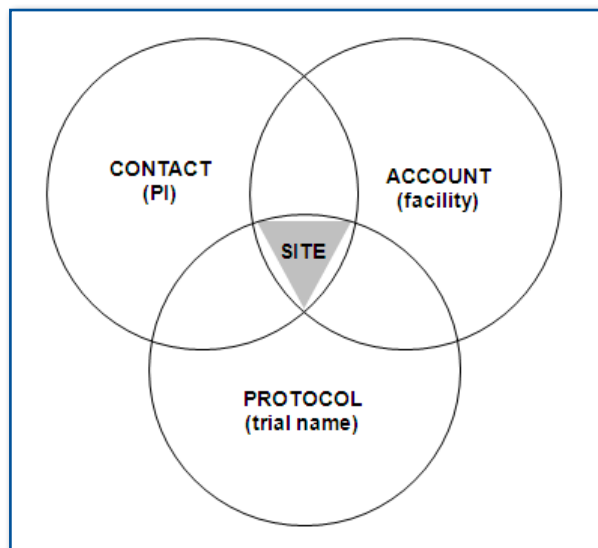 CONTACT
(PI)
ACCOUNT
(facility)
SITE
PROTOCOL
(trial name)